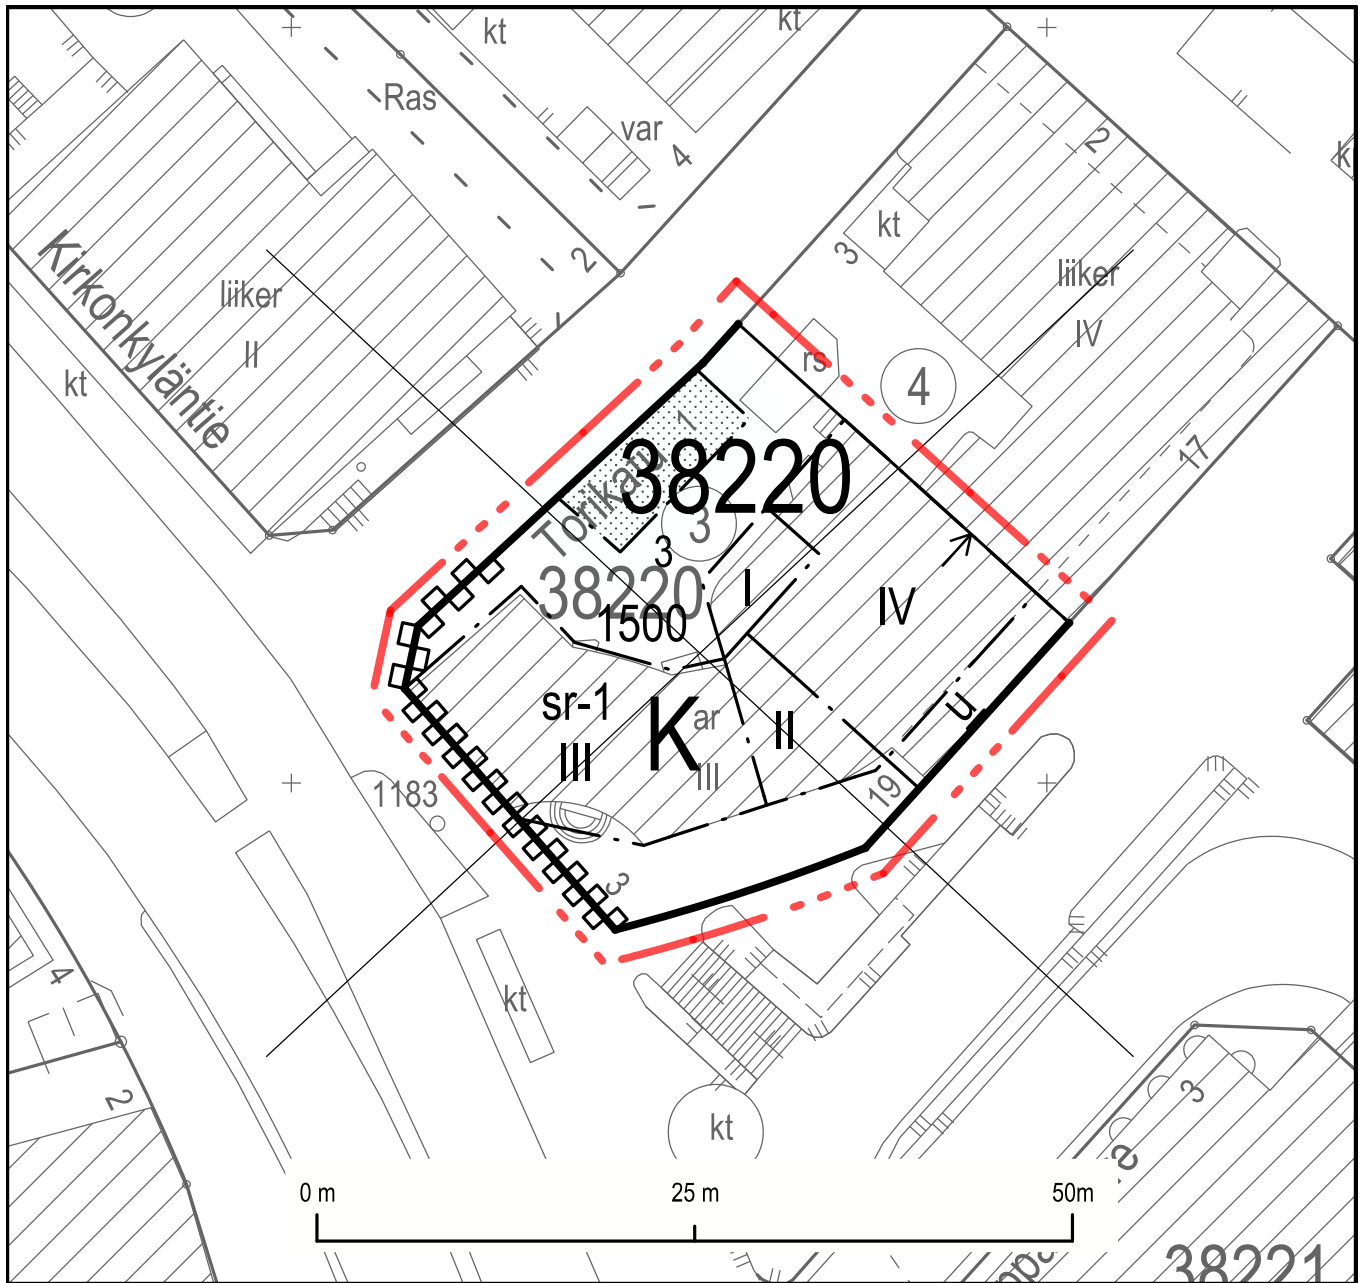 kt
kt
Ras
var
4
2
k
2
kt
3
liiker
IV
Kirkonkyläntie
liiker
II
kt
rs
4
17
1
38220
Torikatu
3
3
38220
1500
I
IV
sr-1
III
K
ar
III
II
u
19
1183
3
4
kt
2
kt
3
0 m
25 m
50m
38221